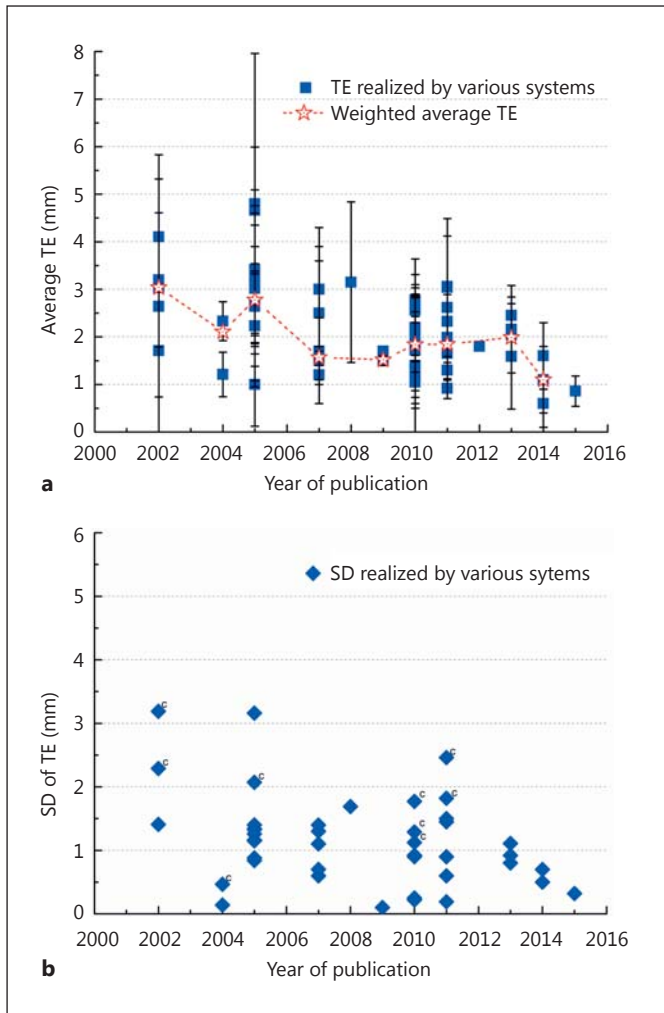 8
7
6
5
4
3
2
1
0
Average TE (mm)
TE realized by various systems
Weighted average TE
2000 2002 2004 2006 2008 2010 2012 2014 2016
a
Year of publication
6
5
4
3
2
1
0
SD of TE (mm)
SD realized by various sytems
c
c
c
c
c
c
c
c
c
2000 2002 2004 2006 2008 2010 2012 2014 2016
b
Year of publication